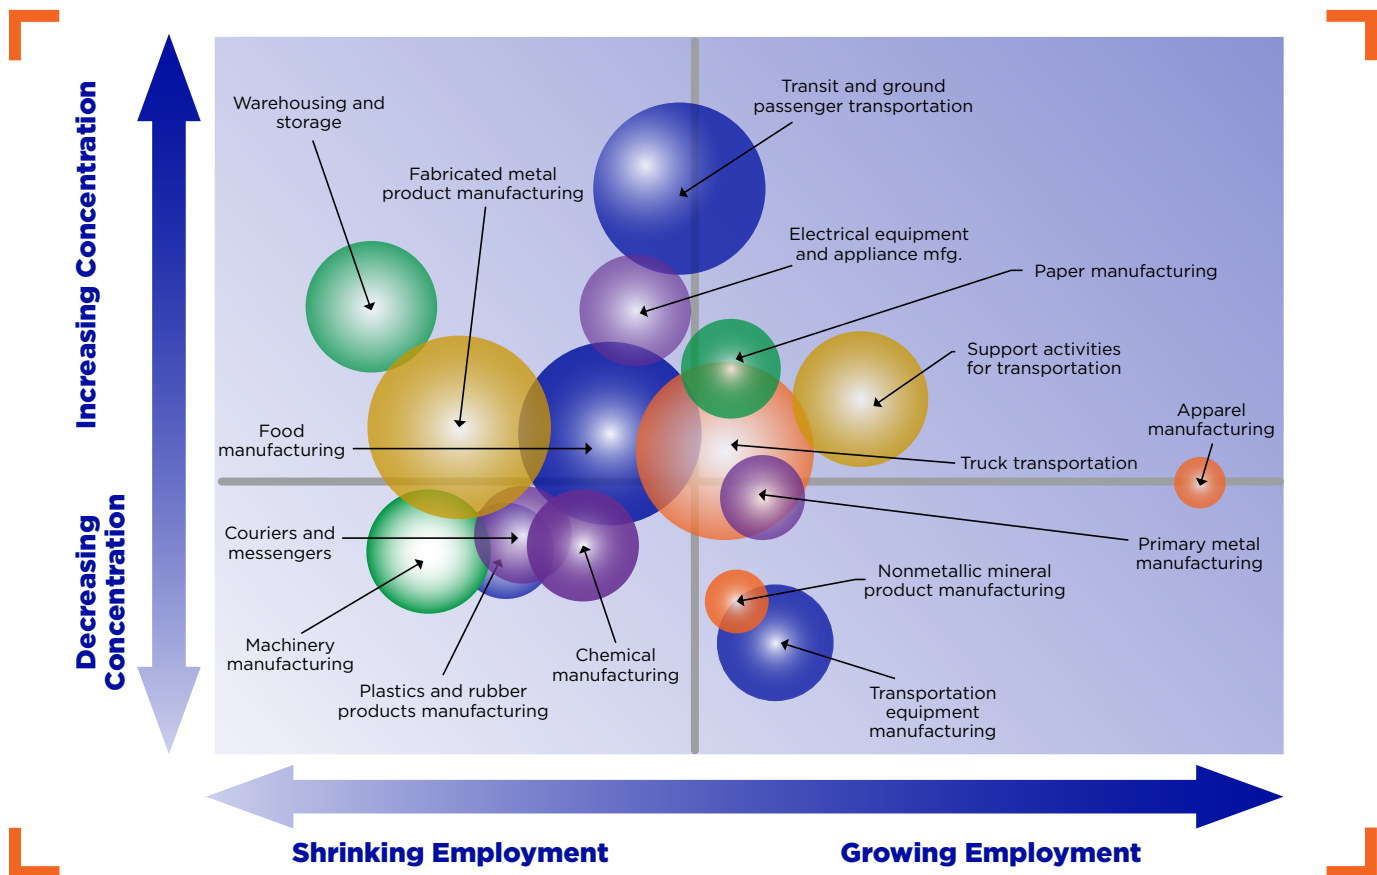 Increasing Concentration
Decreasing
Concentration
Warehousing and
storage
Fabricated metal
product manufacturing
Transit and ground
passenger transportation
Electrical equipment
and appliance mfg.
Paper manufacturing
Support activities
for transportation
Apparel
manufacturing
Food
manufacturing
Truck transportation
Couriers and
messengers
Primary metal
manufacturing
Nonmetallic mineral
product manufacturing
Machinery
manufacturing
Chemical
manufacturing
Plastics and rubber
products manufacturing
Transportation
equipment
manufacturing
Shrinking Employment
Growing Employment